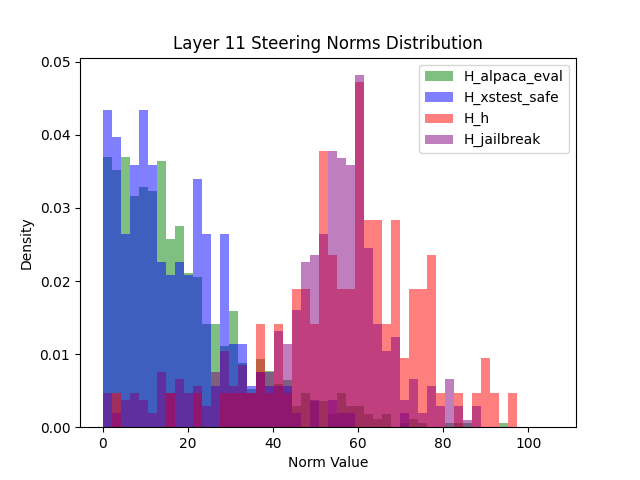 Layer 11 Steering Norms Distribution
H_alpaca_eval
H_xstest_safe
H_h
H_jailbreak
0.05
0.04
0.03
0.02
0.01
0.00
Density
0 20 40 60 80 100
Norm Value